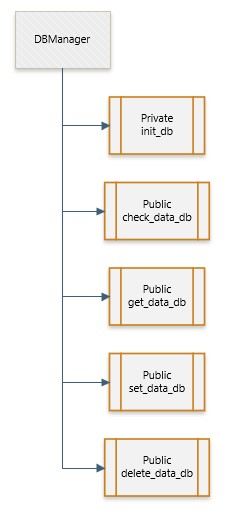 DBManager
Private
init_db
Public
check_data_db
Public
get_data_db
Public
set_data_db
Public
delete_data_db